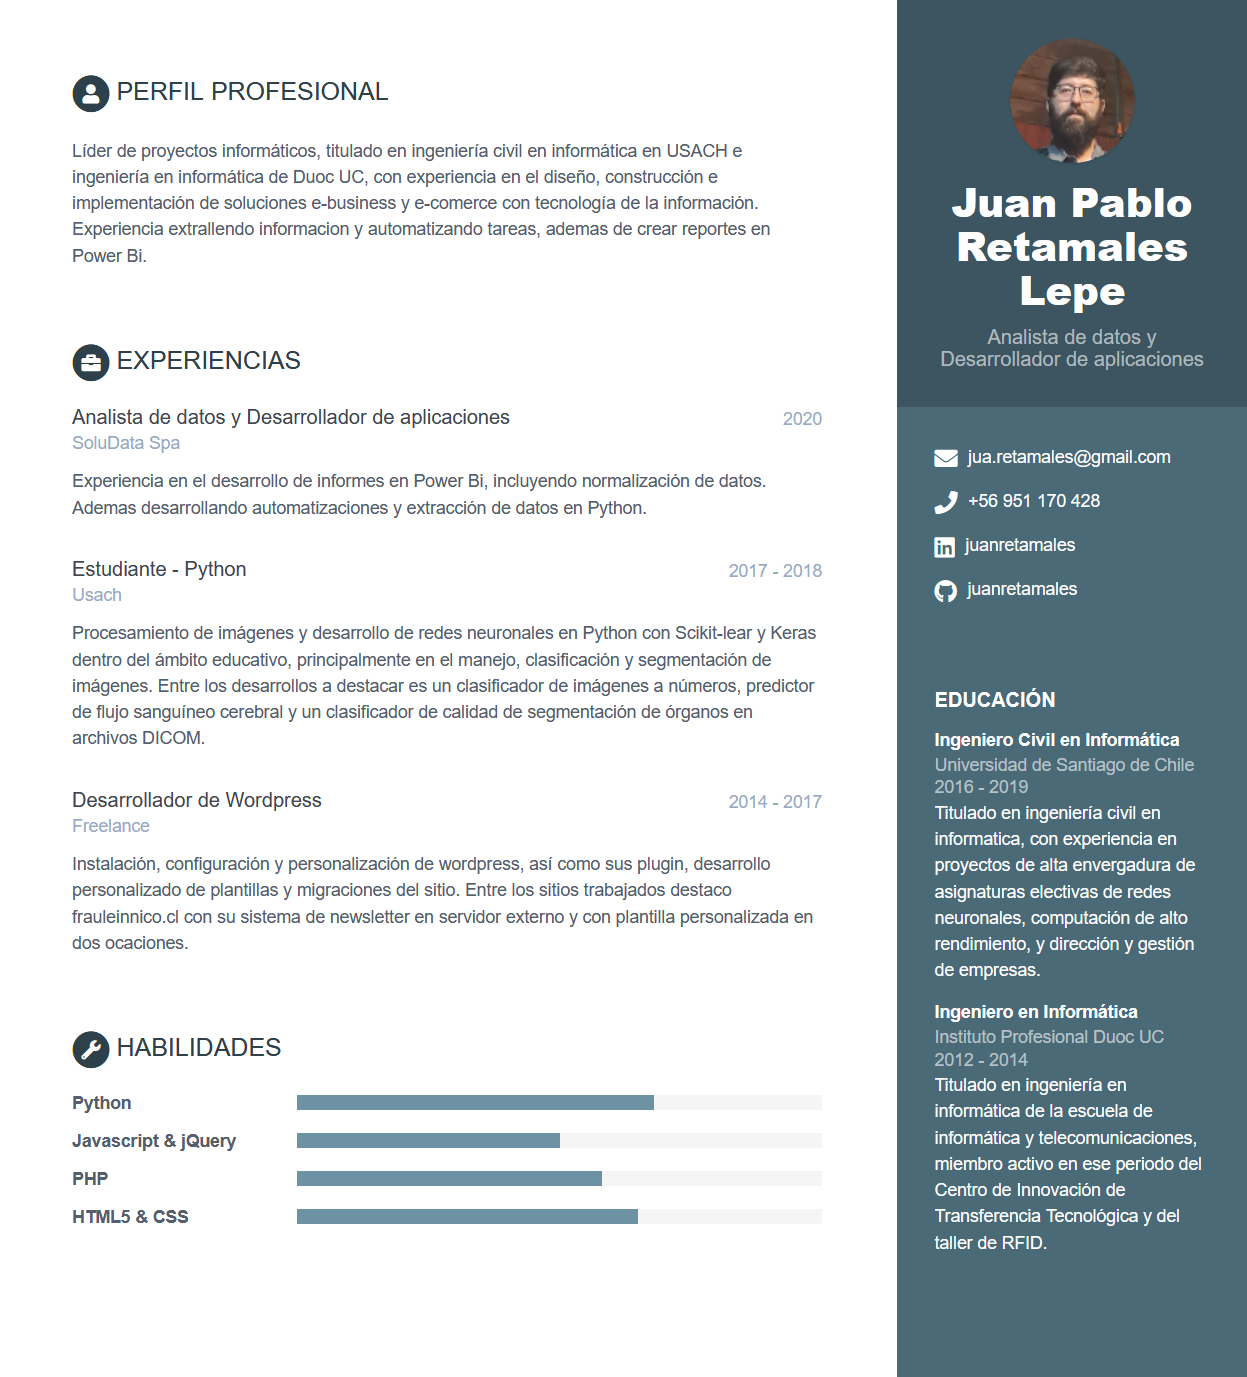 PERFIL PROFESIONAL
Líder de proyectos informáticos, titulado en ingeniería civil en informática en USACH e
ingeniería en informática de Duoc UC, con experiencia en el diseño, construcción e
implementación de soluciones e-business y e-comerce con tecnología de la información.
Experiencia extrallendo informacion y automatizando tareas, ademas de crear reportes en
Power Bi.
EXPERIENCIAS
Analista de datos y Desarrollador de aplicaciones 2020
SoluData Spa
Experiencia en el desarrollo de informes en Power Bi, incluyendo normalización de datos.
Ademas desarrollando automatizaciones y extracción de datos en Python.
Estudiante - Python 2017 - 2018
Usach
Procesamiento de imágenes y desarrollo de redes neuronales en Python con Scikit-lear y Keras
dentro del ámbito educativo, principalmente en el manejo, clasificación y segmentación de
imágenes. Entre los desarrollos a destacar es un clasificador de imágenes a números, predictor
de flujo sanguíneo cerebral y un clasificador de calidad de segmentación de órganos en
archivos DICOM.
Desarrollador de Wordpress 2014 - 2017
Freelance
Instalación, configuración y personalización de wordpress, así como sus plugin, desarrollo
personalizado de plantillas y migraciones del sitio. Entre los sitios trabajados destaco
frauleinnico.cl con su sistema de newsletter en servidor externo y con plantilla personalizada en
dos ocaciones.
HABILIDADES
Python
Javascript & jQuery
PHP
HTML5 & CSS
Juan Pablo
Retamales
Lepe
Analista de datos y
Desarrollador de aplicaciones
jua.retamales@gmail.com
+56 951 170 428
juanretamales
juanretamales
EDUCACIÓN
Ingeniero Civil en Informática
Universidad de Santiago de Chile
2016 - 2019
Titulado en ingeniería civil en
informatica, con experiencia en
proyectos de alta envergadura de
asignaturas electivas de redes
neuronales, computación de alto
rendimiento, y dirección y gestión
de empresas.
Ingeniero en Informática
Instituto Profesional Duoc UC
2012 - 2014
Titulado en ingeniería en
informática de la escuela de
informática y telecomunicaciones,
miembro activo en ese periodo del
Centro de Innovación de
Transferencia Tecnológica y del
taller de RFID.